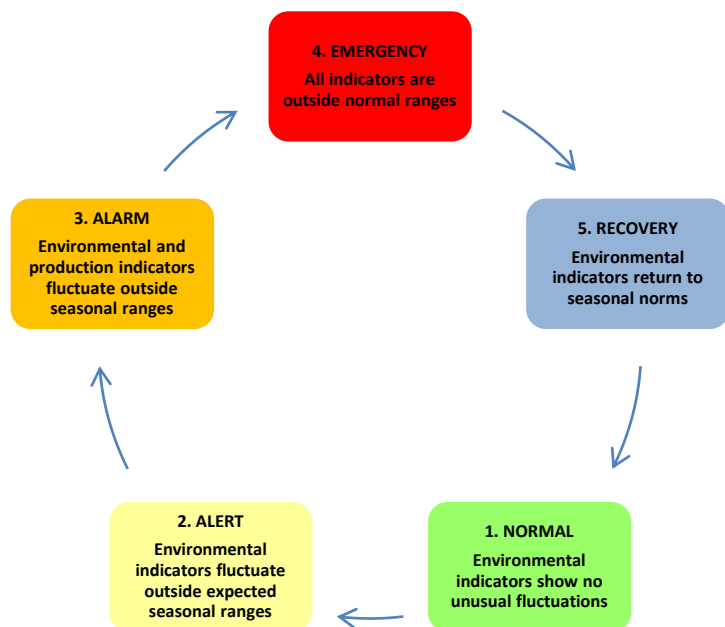 4. EMERGENCY
All indicators are
outside normal ranges
3. ALARM
Environmental and
production indicators
fluctuate outside
seasonal ranges
5. RECOVERY
Environmental
indicators return to
seasonal norms
2. ALERT
Environmental
indicators fluctuate
outside expected
seasonal ranges
1. NORMAL
Environmental
indicators show no
unusual fluctuations